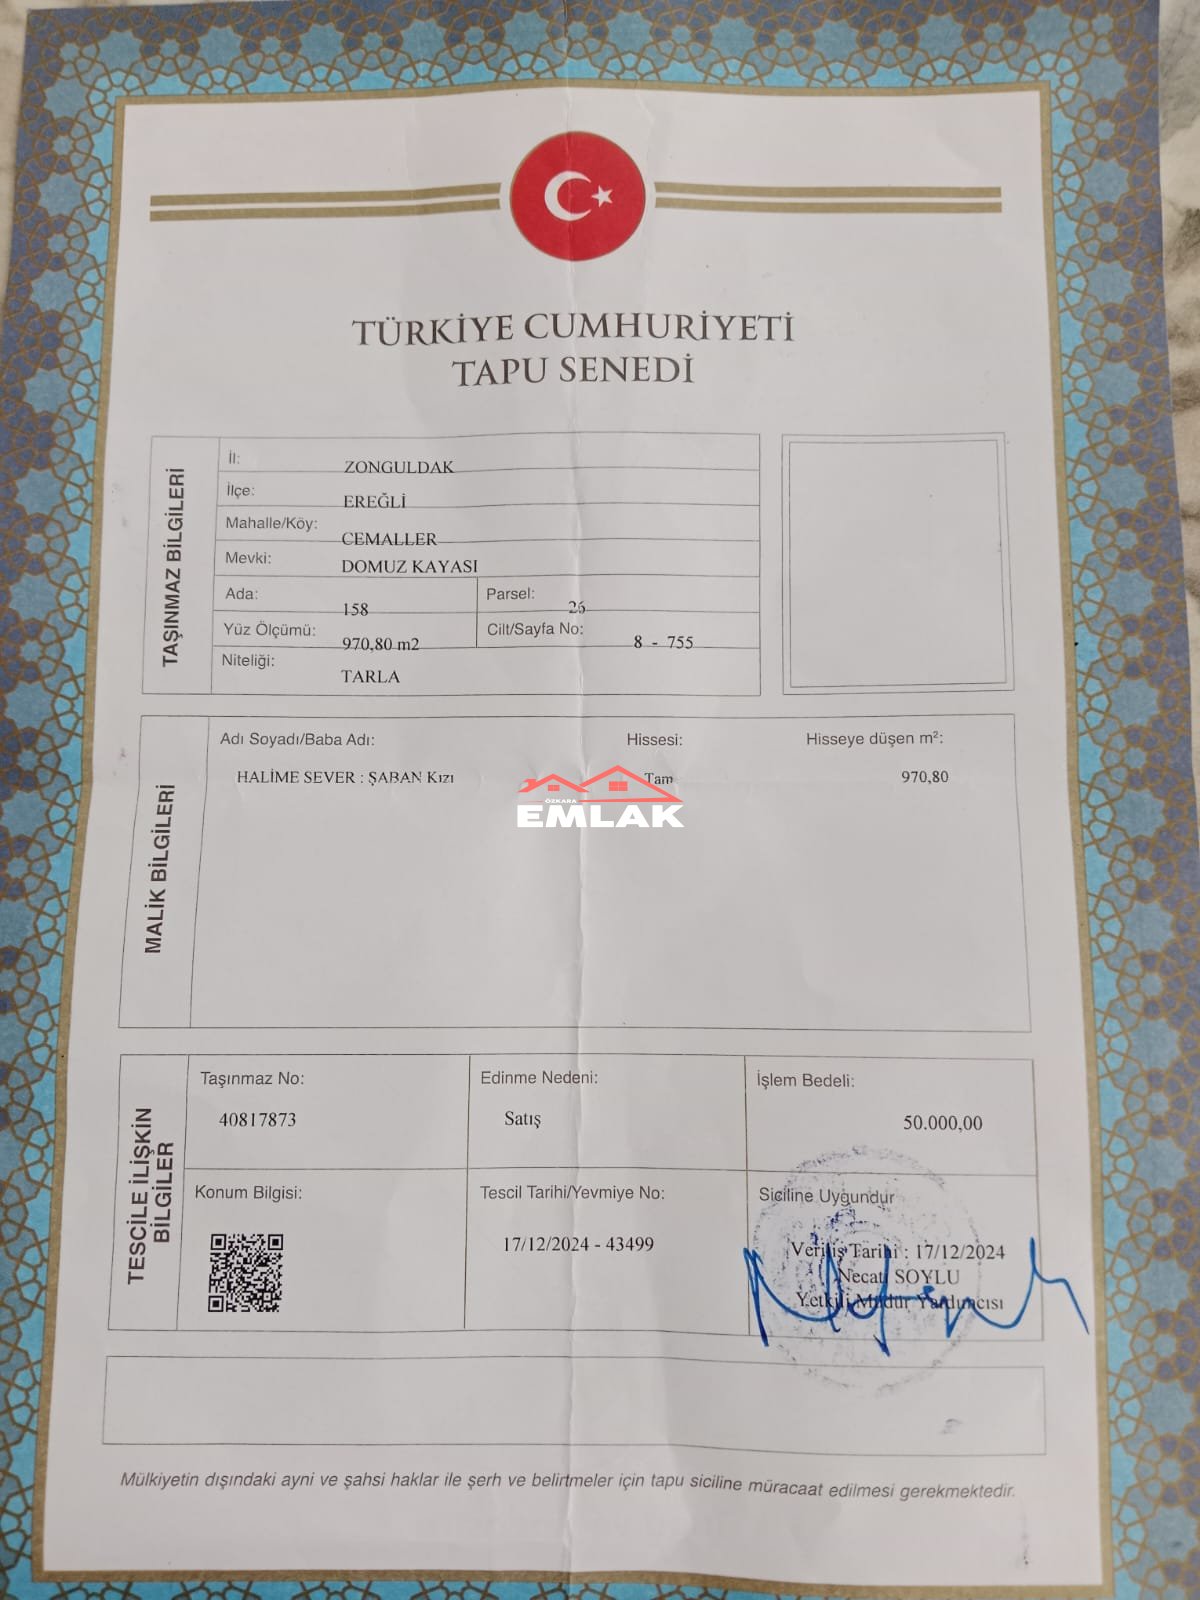 TÜRKİYE CUMHURİYETİ
TAPU SENEDİ
TAŞINMAZ BİLGİLERİ
İl: ZONGULDAK
İlçe: EREĞLİ
Mahalle/Köy: CEMALLER
Mevki: DOMUZ KAYASI
Ada: 158 Parsel: 26
Yüz Ölçümü: 970,80 m2 Cilt/Sayfa No: 8 - 755
Niteliği: TARLA
MALİK BİLGİLERİ
Adı Soyadı/Baba Adı: Hissesi: Hisseye düşen m²:
HALİME SEVER : ŞABAN Kızı Tam 970,80
ÖZKARA
EMLAK
TESCİLE İLİŞKİN
BİLGİLER
Taşınmaz No: Edinme Nedeni: İşlem Bedeli:
40817873 Satış 50.000,00
Konum Bilgisi: Tescil Tarihi/Yevmiye No: Siciline Uygundur
17/12/2024 - 43499 Veriliş Tarihi : 17/12/2024
Necati SOYLU
Yetkili Müdür Yardımcısı
Mülkiyetin dışındaki ayni ve şahsi haklar ile şerh ve belirtmeler için tapu siciline müracaat edilmesi gerekmektedir.